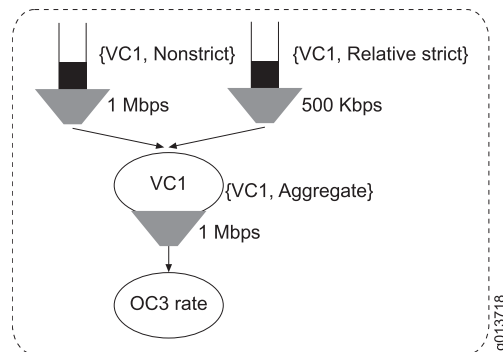 {VC1, Nonstrict}
{VC1, Relative strict}
1 Mbps
500 Kbps
VC1
{VC1, Aggregate}
1 Mbps
OC3 rate
g013718